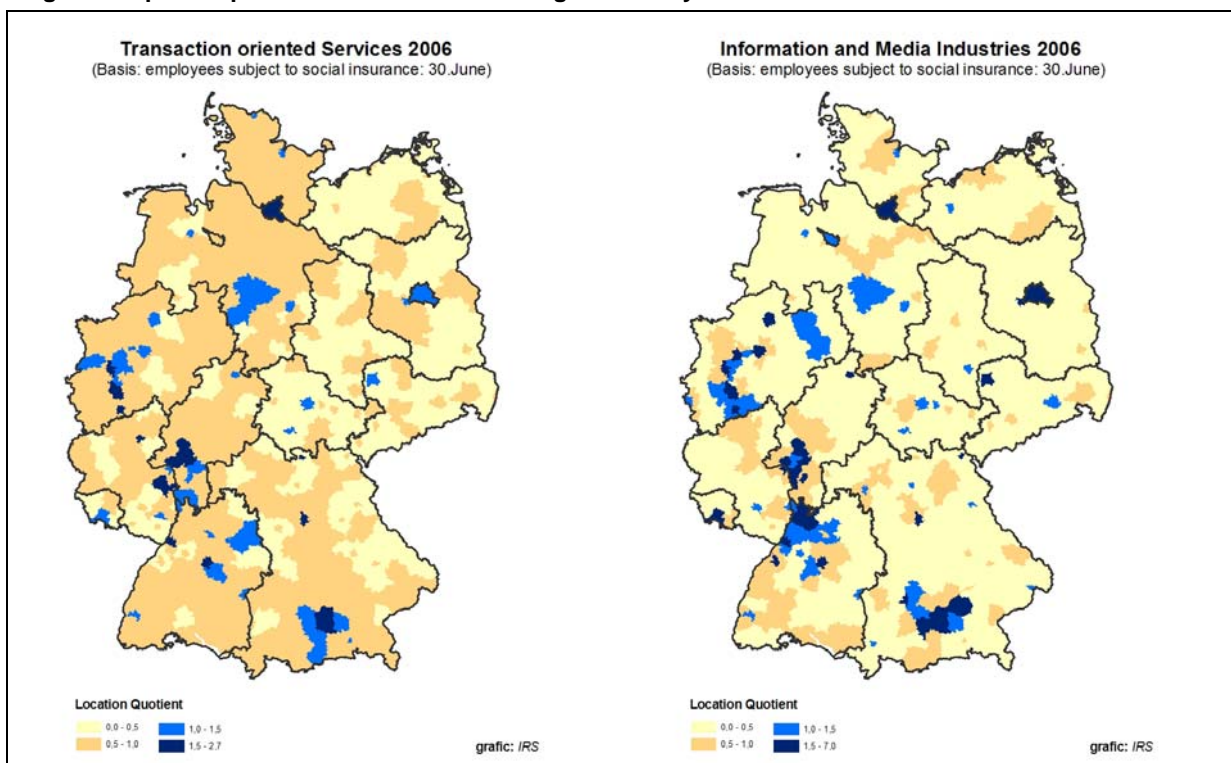 Transaction oriented Services 2006
(Basis: employees subject to social insurance: 30.June)
Location Quotient
0,0 - 0,5
1,0 - 1,5
0,5 - 1,0
1,5 - 2,7
grafic: IRS
Information and Media Industries 2006
(Basis: employees subject to social insurance: 30.June)
Location Quotient
0,0 - 0,5
1,0 - 1,5
0,5 - 1,0
1,5 - 7,0
grafic: IRS